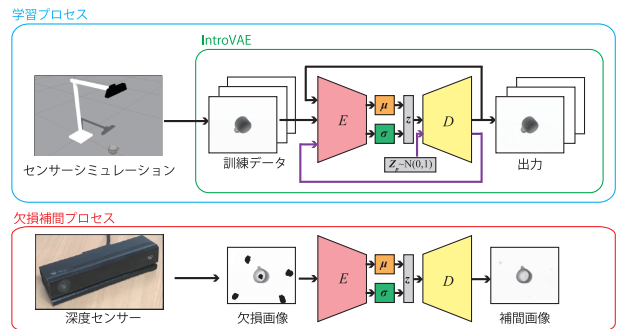 学習プロセス
IntroVAE
E
μ
σ
z
D
Zp~N(0,1)
センサーシミュレーション
訓練データ
出力
欠損補間プロセス
E
μ
σ
z
D
深度センサー
欠損画像
補間画像